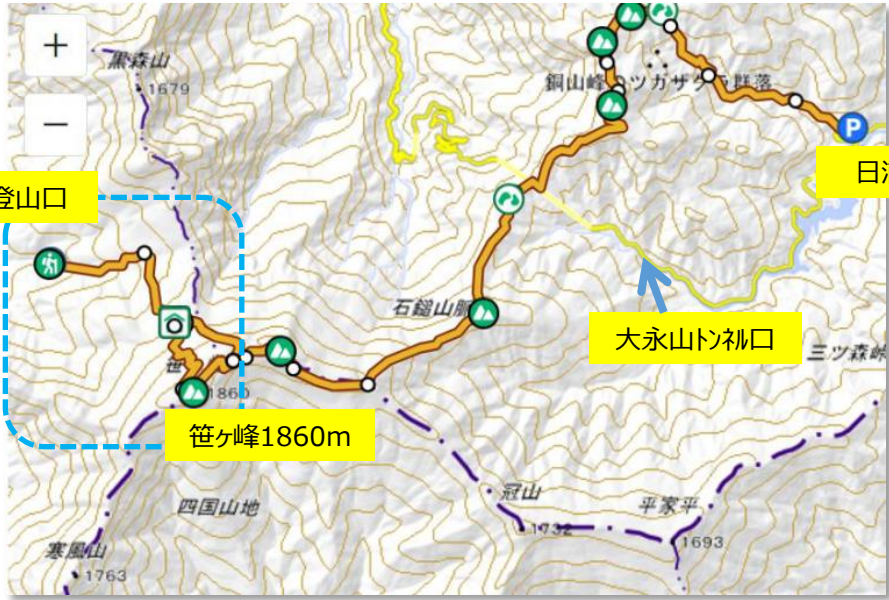 +
黒森山
1679
−
銅山峰のツガザクラ群落
P
日浦
登山口
石鎚山脈
大永山トンネル口
三ツ森峠
笹
1860
笹ヶ峰1860m
四国山地
冠山
1732
平家平
1693
寒風山
1763